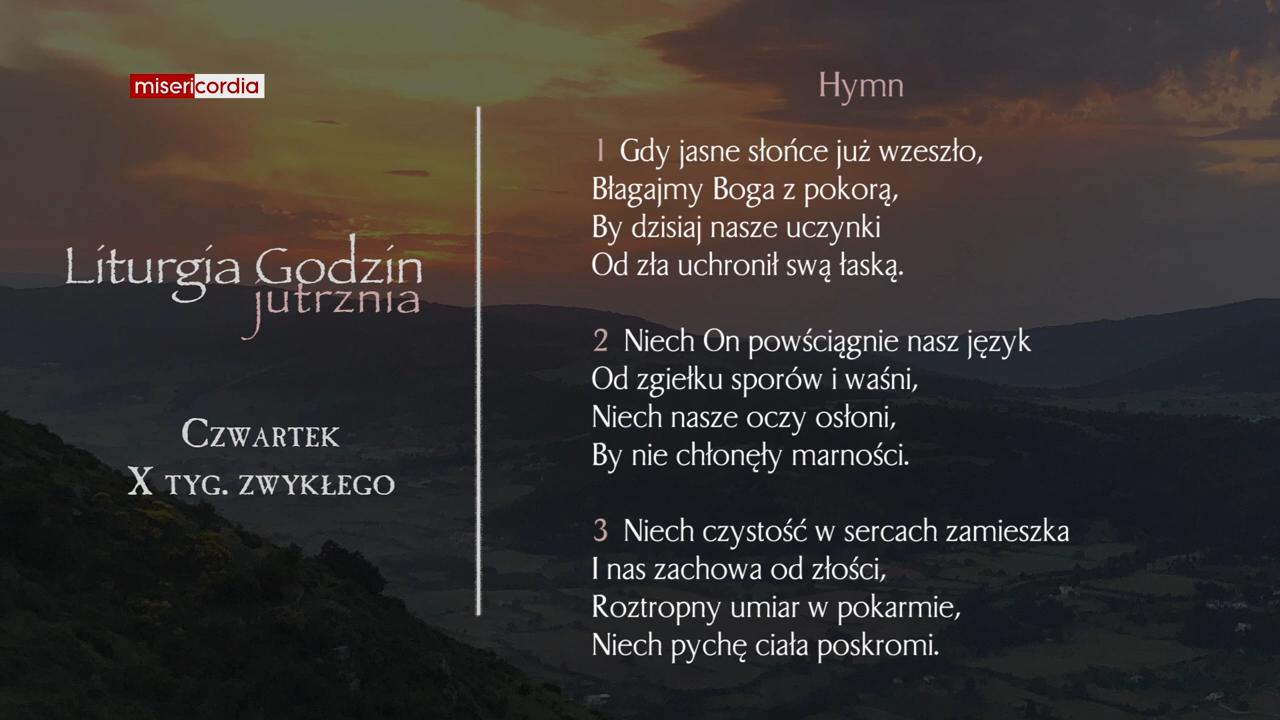 misericordia
Liturgia Godzin
jutrznia
Czwartek
X tyg. zwykłego
Hymn
1 Gdy jasne słońce już wzeszło,
Błagajmy Boga z pokorą,
By dzisiaj nasze uczynki
Od zła uchronił swą łaską.
2 Niech On powściągnie nasz język
Od zgiełku sporów i waśni,
Niech nasze oczy osłoni,
By nie chłonęły marności.
3 Niech czystość w sercach zamieszka
I nas zachowa od złości,
Roztropny umiar w pokarmie,
Niech pychę ciała poskromi.